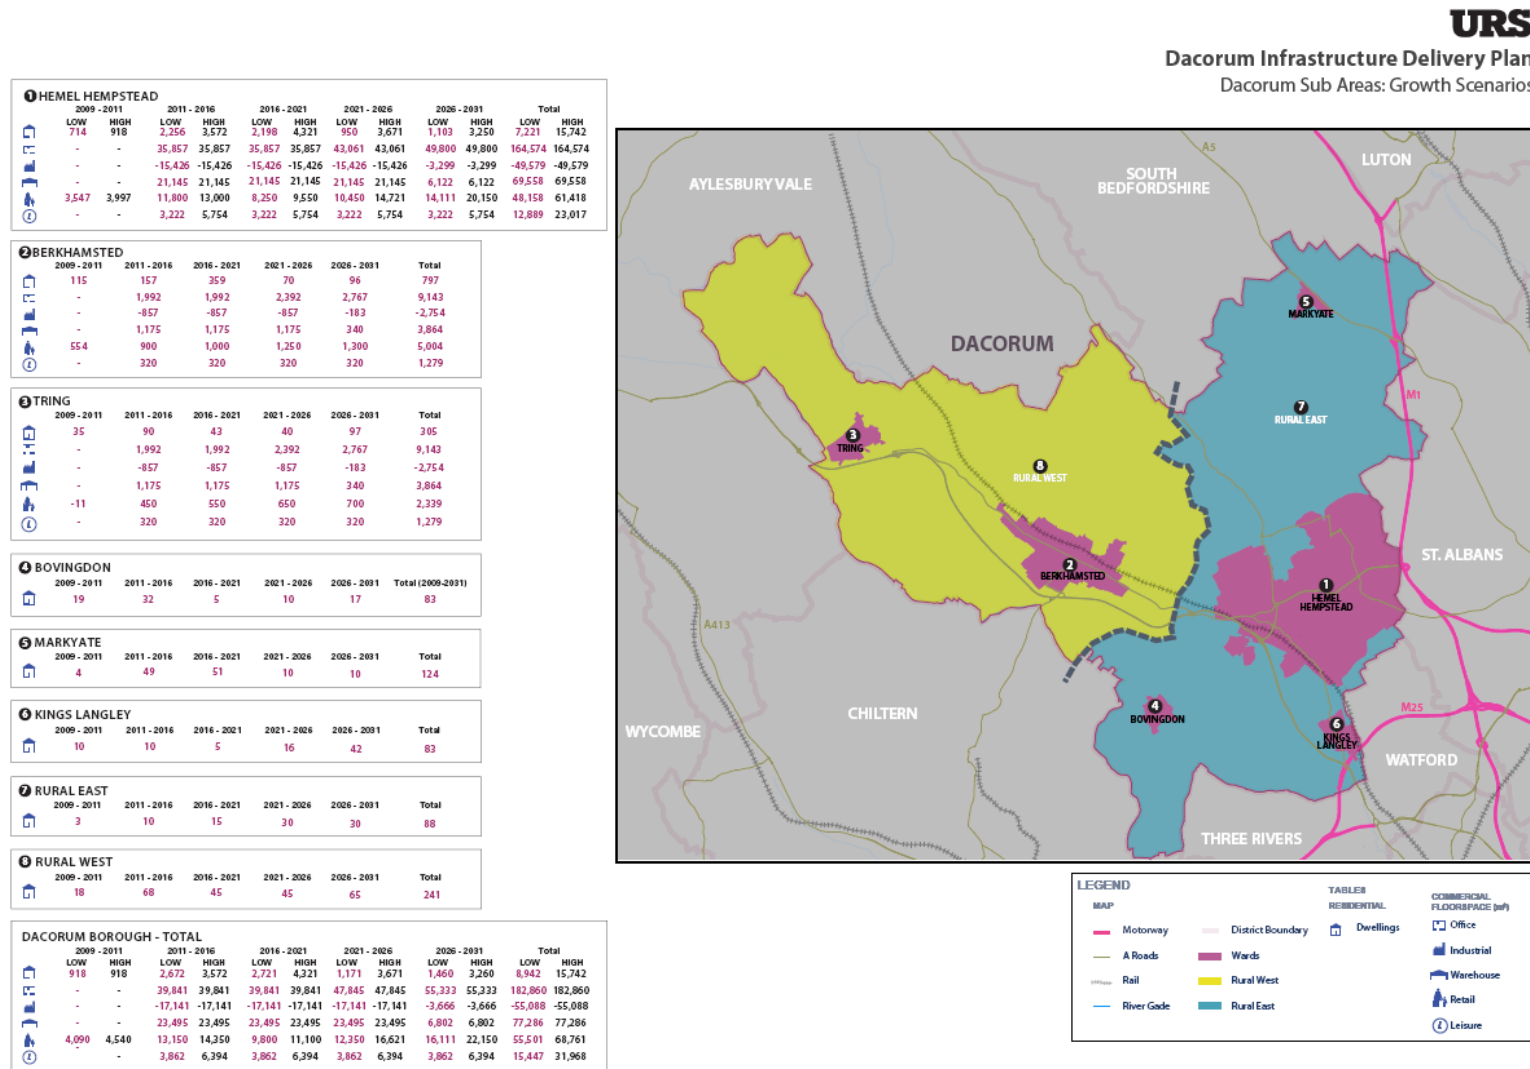 URS
Dacorum Infrastructure Delivery Plan
Dacorum Sub Areas: Growth Scenarios
1 HEMEL HEMPSTEAD
2009 - 2011 2011 - 2016 2016 - 2021 2021 - 2026 2026 - 2031 Total
LOW HIGH LOW HIGH LOW HIGH LOW HIGH LOW HIGH LOW HIGH
714 918 2,256 3,572 2,198 4,321 950 3,671 1,103 3,250 7,221 15,742
- - 35,857 35,857 35,857 35,857 43,061 43,061 49,800 49,800 164,574 164,574
- - -15,426 -15,426 -15,426 -15,426 -15,426 -15,426 -3,299 -3,299 -49,579 -49,579
- - 21,145 21,145 21,145 21,145 21,145 21,145 6,122 6,122 69,558 69,558
3,547 3,997 11,800 13,000 8,250 9,550 10,450 14,721 14,111 20,150 48,158 61,418
- - 3,222 5,754 3,222 5,754 3,222 5,754 3,222 5,754 12,889 23,017
2 BERKHAMSTED
2009 - 2011 2011 - 2016 2016 - 2021 2021 - 2026 2026 - 2031 Total
115 157 359 70 96 797
- 1,992 1,992 2,392 2,767 9,143
- -857 -857 -857 -183 -2,754
- 1,175 1,175 1,175 340 3,864
554 900 1,000 1,250 1,300 5,004
- 320 320 320 320 1,279
3 TRING
2009 - 2011 2011 - 2016 2016 - 2021 2021 - 2026 2026 - 2031 Total
35 90 43 40 97 305
- 1,992 1,992 2,392 2,767 9,143
- -857 -857 -857 -183 -2,754
- 1,175 1,175 1,175 340 3,864
-11 450 550 650 700 2,339
- 320 320 320 320 1,279
4 BOVINGDON
2009 - 2011 2011 - 2016 2016 - 2021 2021 - 2026 2026 - 2031 Total (2009-2031)
19 32 5 10 17 83
5 MARKYATE
2009 - 2011 2011 - 2016 2016 - 2021 2021 - 2026 2026 - 2031 Total
4 49 51 10 10 124
6 KINGS LANGLEY
2009 - 2011 2011 - 2016 2016 - 2021 2021 - 2026 2026 - 2031 Total
10 10 5 16 42 83
7 RURAL EAST
2009 - 2011 2011 - 2016 2016 - 2021 2021 - 2026 2026 - 2031 Total
3 10 15 30 30 88
8 RURAL WEST
2009 - 2011 2011 - 2016 2016 - 2021 2021 - 2026 2026 - 2031 Total
18 68 45 45 65 241
DACORUM BOROUGH - TOTAL
2009 - 2011 2011 - 2016 2016 - 2021 2021 - 2026 2026 - 2031 Total
LOW HIGH LOW HIGH LOW HIGH LOW HIGH LOW HIGH LOW HIGH
918 918 2,672 3,572 2,721 4,321 1,171 3,671 1,460 3,260 8,942 15,742
- - 39,841 39,841 39,841 39,841 47,845 47,845 55,333 55,333 182,860 182,860
- - -17,141 -17,141 -17,141 -17,141 -17,141 -17,141 -3,666 -3,666 -55,088 -55,088
- - 23,495 23,495 23,495 23,495 23,495 23,495 6,802 6,802 77,286 77,286
4,090 4,540 13,150 14,350 9,800 11,100 12,350 16,621 16,111 22,150 55,501 68,761
- - 3,862 6,394 3,862 6,394 3,862 6,394 3,862 6,394 15,447 31,968
A5
LUTON
SOUTH
BEDFORDSHIRE
AYLESBURY VALE
5
MARKYATE
DACORUM
M1
7
RURAL EAST
3
TRING
8
RURAL WEST
ST. ALBANS
2
BERKHAMSTED
1
HEMEL
HEMPSTEAD
A413
4
BOVINGDON
M25
CHILTERN
6
KINGS
LANGLEY
WYCOMBE
WATFORD
THREE RIVERS
LEGEND
MAP
Motorway
A Roads
Rail
River Gade
District Boundary
Wards
Rural West
Rural East
TABLES
RESIDENTIAL
Dwellings
COMMERCIAL
FLOORSPACE (m²)
Office
Industrial
Warehouse
Retail
Leisure